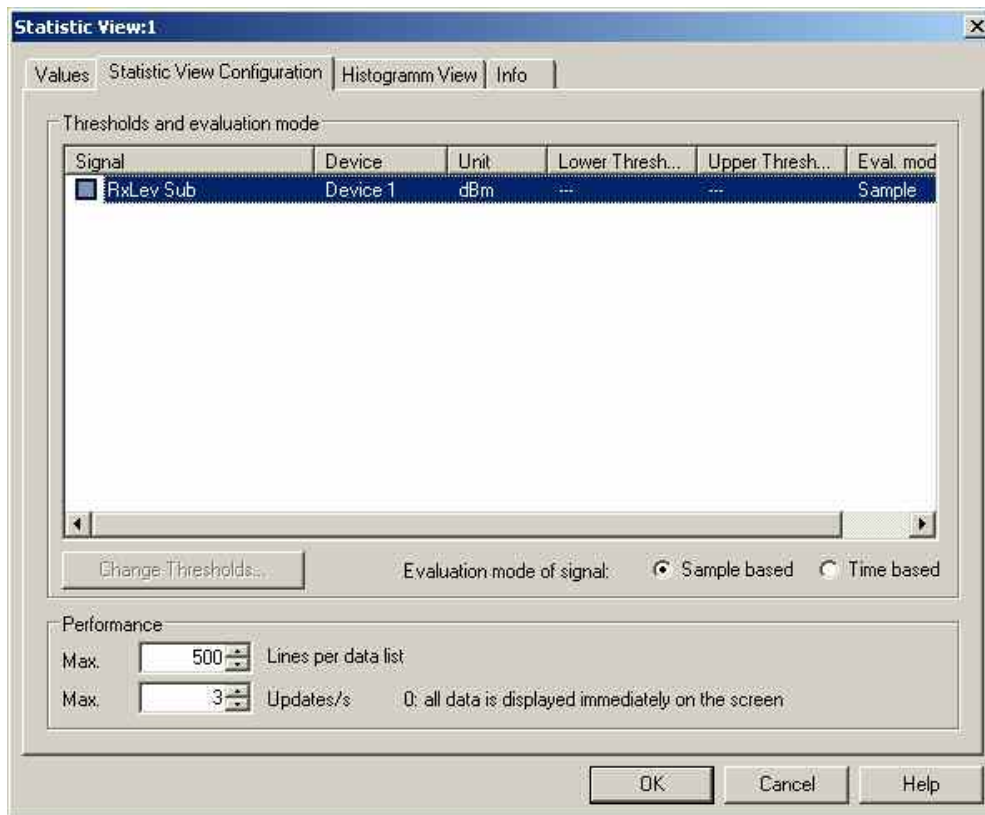 Statistic View:1
Values Statistic View Configuration Histogramm View Info
Thresholds and evaluation mode
Signal Device Unit Lower Thresh... Upper Thresh... Eval. mod
RxLev Sub Device 1 dBm --- --- Sample
Change Thresholds... Evaluation mode of signal: Sample based Time based
Performance
Max. 500 Lines per data list
Max. 3 Updates/s 0: all data is displayed immediately on the screen
OK Cancel Help